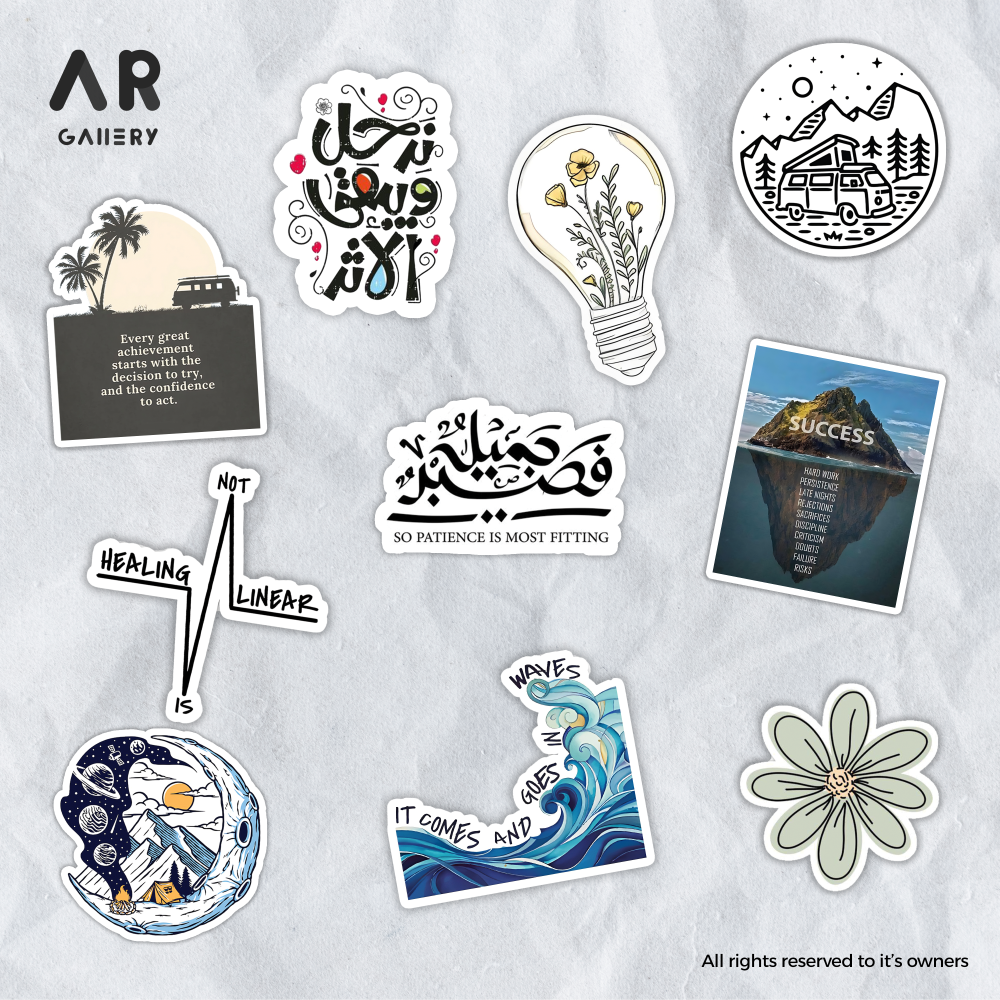 AR
GALLERY
نرحل
ويبقى
الأثر
Every great
achievement
starts with the
decision to try,
and the confidence
to act.
فصبر جميل
SO PATIENCE IS MOST FITTING
SUCCESS
HARD WORK
PERSISTENCE
LATE NIGHTS
REJECTIONS
SACRIFICES
DISCIPLINE
CRITICISM
DOUBTS
FAILURE
RISKS
HEALING
IS
NOT
LINEAR
IT COMES AND
GOES
IN
WAVES
All rights reserved to it's owners